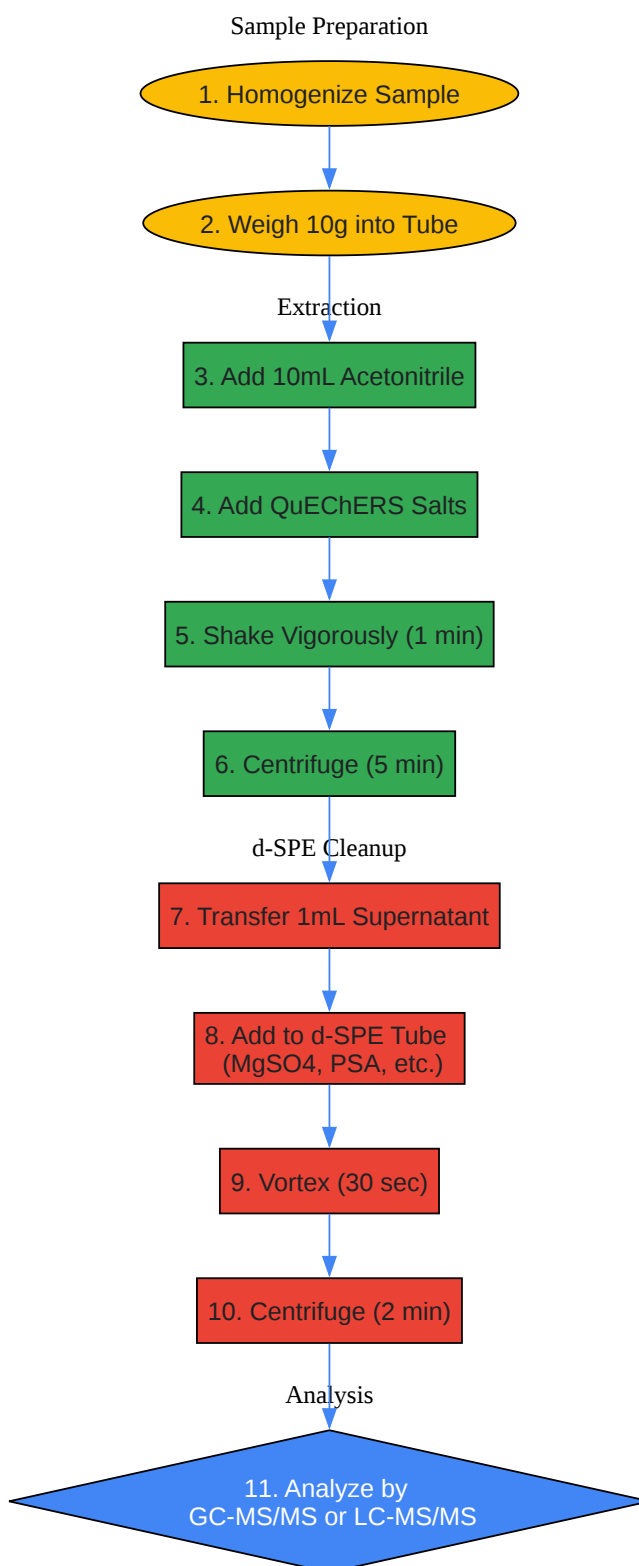 Sample Preparation
1. Homogenize Sample
2. Weigh 10g into Tube
Extraction
3. Add 10mL Acetonitrile
4. Add QuEChERS Salts
5. Shake Vigorously (1 min)
6. Centrifuge (5 min)
d-SPE Cleanup
7. Transfer 1mL Supernatant
8. Add to d-SPE Tube
(MgSO4, PSA, etc.)
9. Vortex (30 sec)
10. Centrifuge (2 min)
Analysis
11. Analyze by
GC-MS/MS or LC-MS/MS